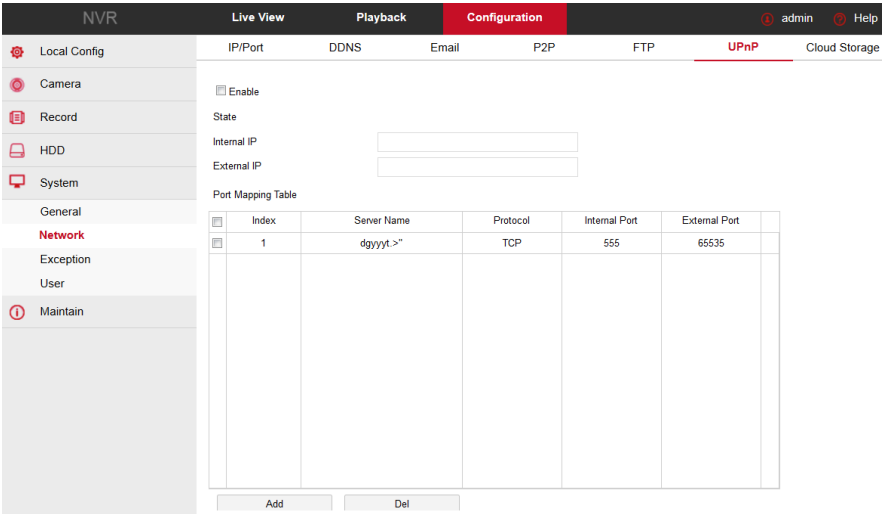 NVR Live View Playback Configuration admin Help
Local Config
Camera
Record
HDD
System
General
Network
Exception
User
Maintain
IP/Port DDNS Email P2P FTP UPnP Cloud Storage
Enable
State
Internal IP
External IP
Port Mapping Table
Index Server Name Protocol Internal Port External Port
1 dgyyyt.>" TCP 555 65535
Add Del